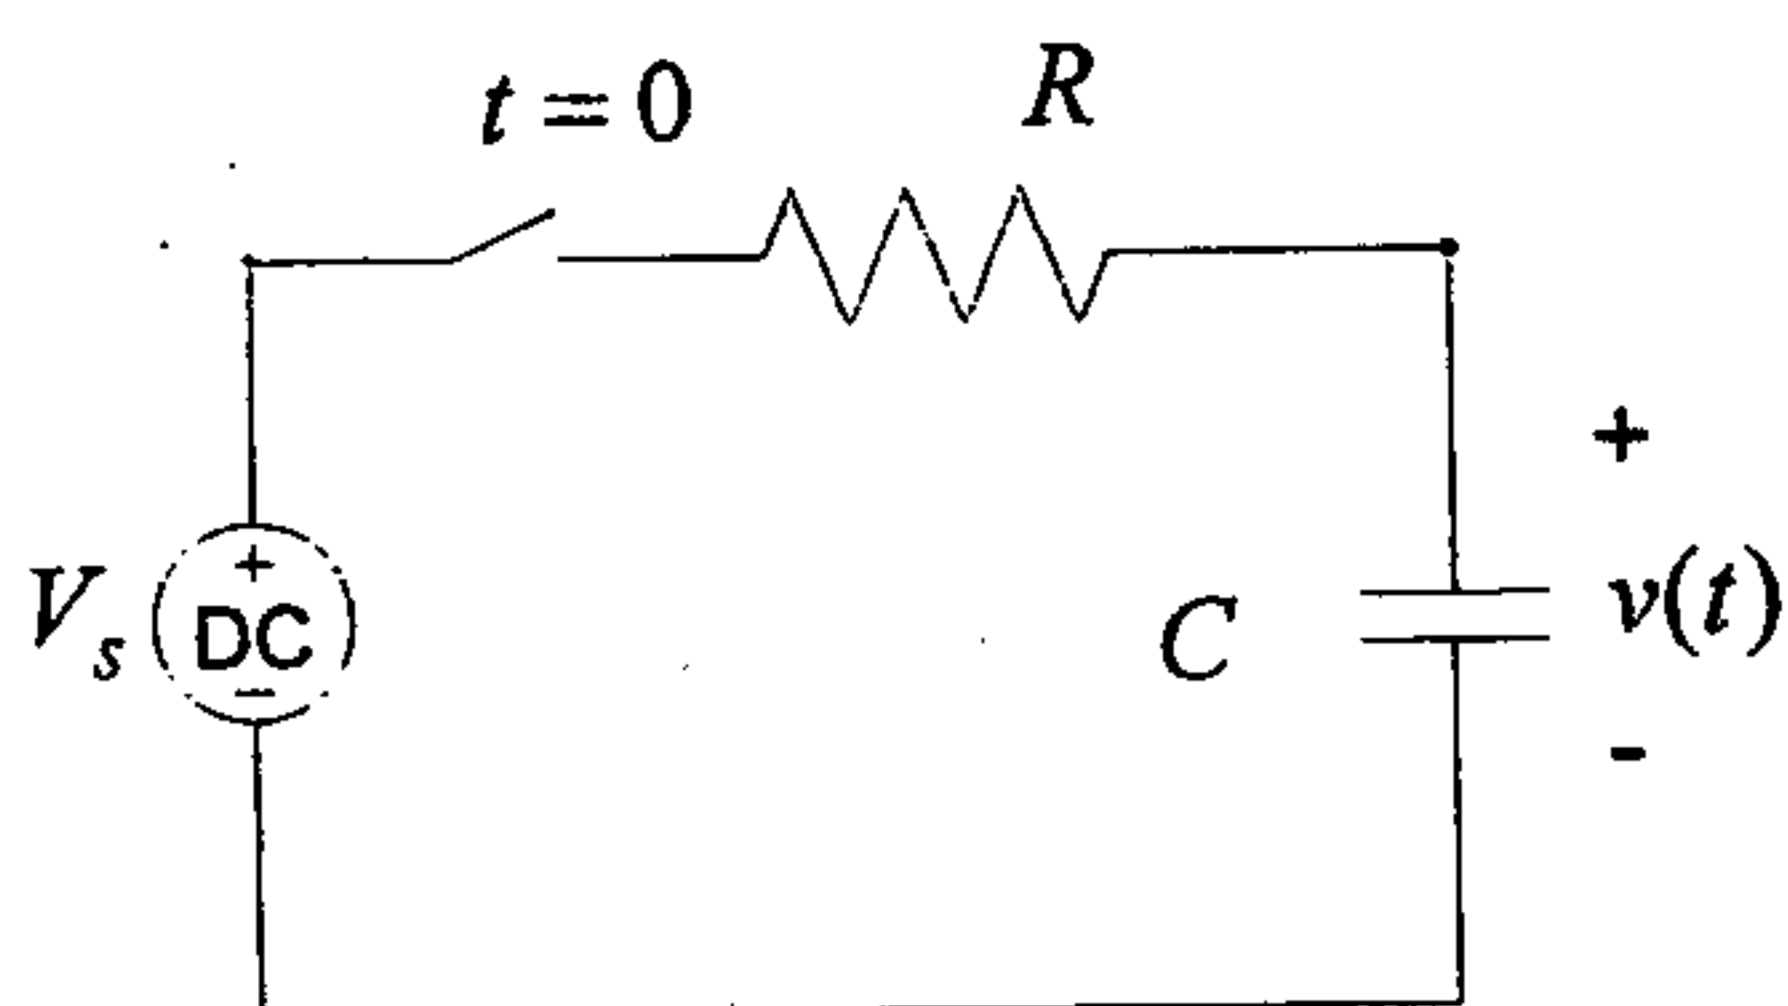 t = 0
R
+
DC
−
V_s
C
+
v(t)
-